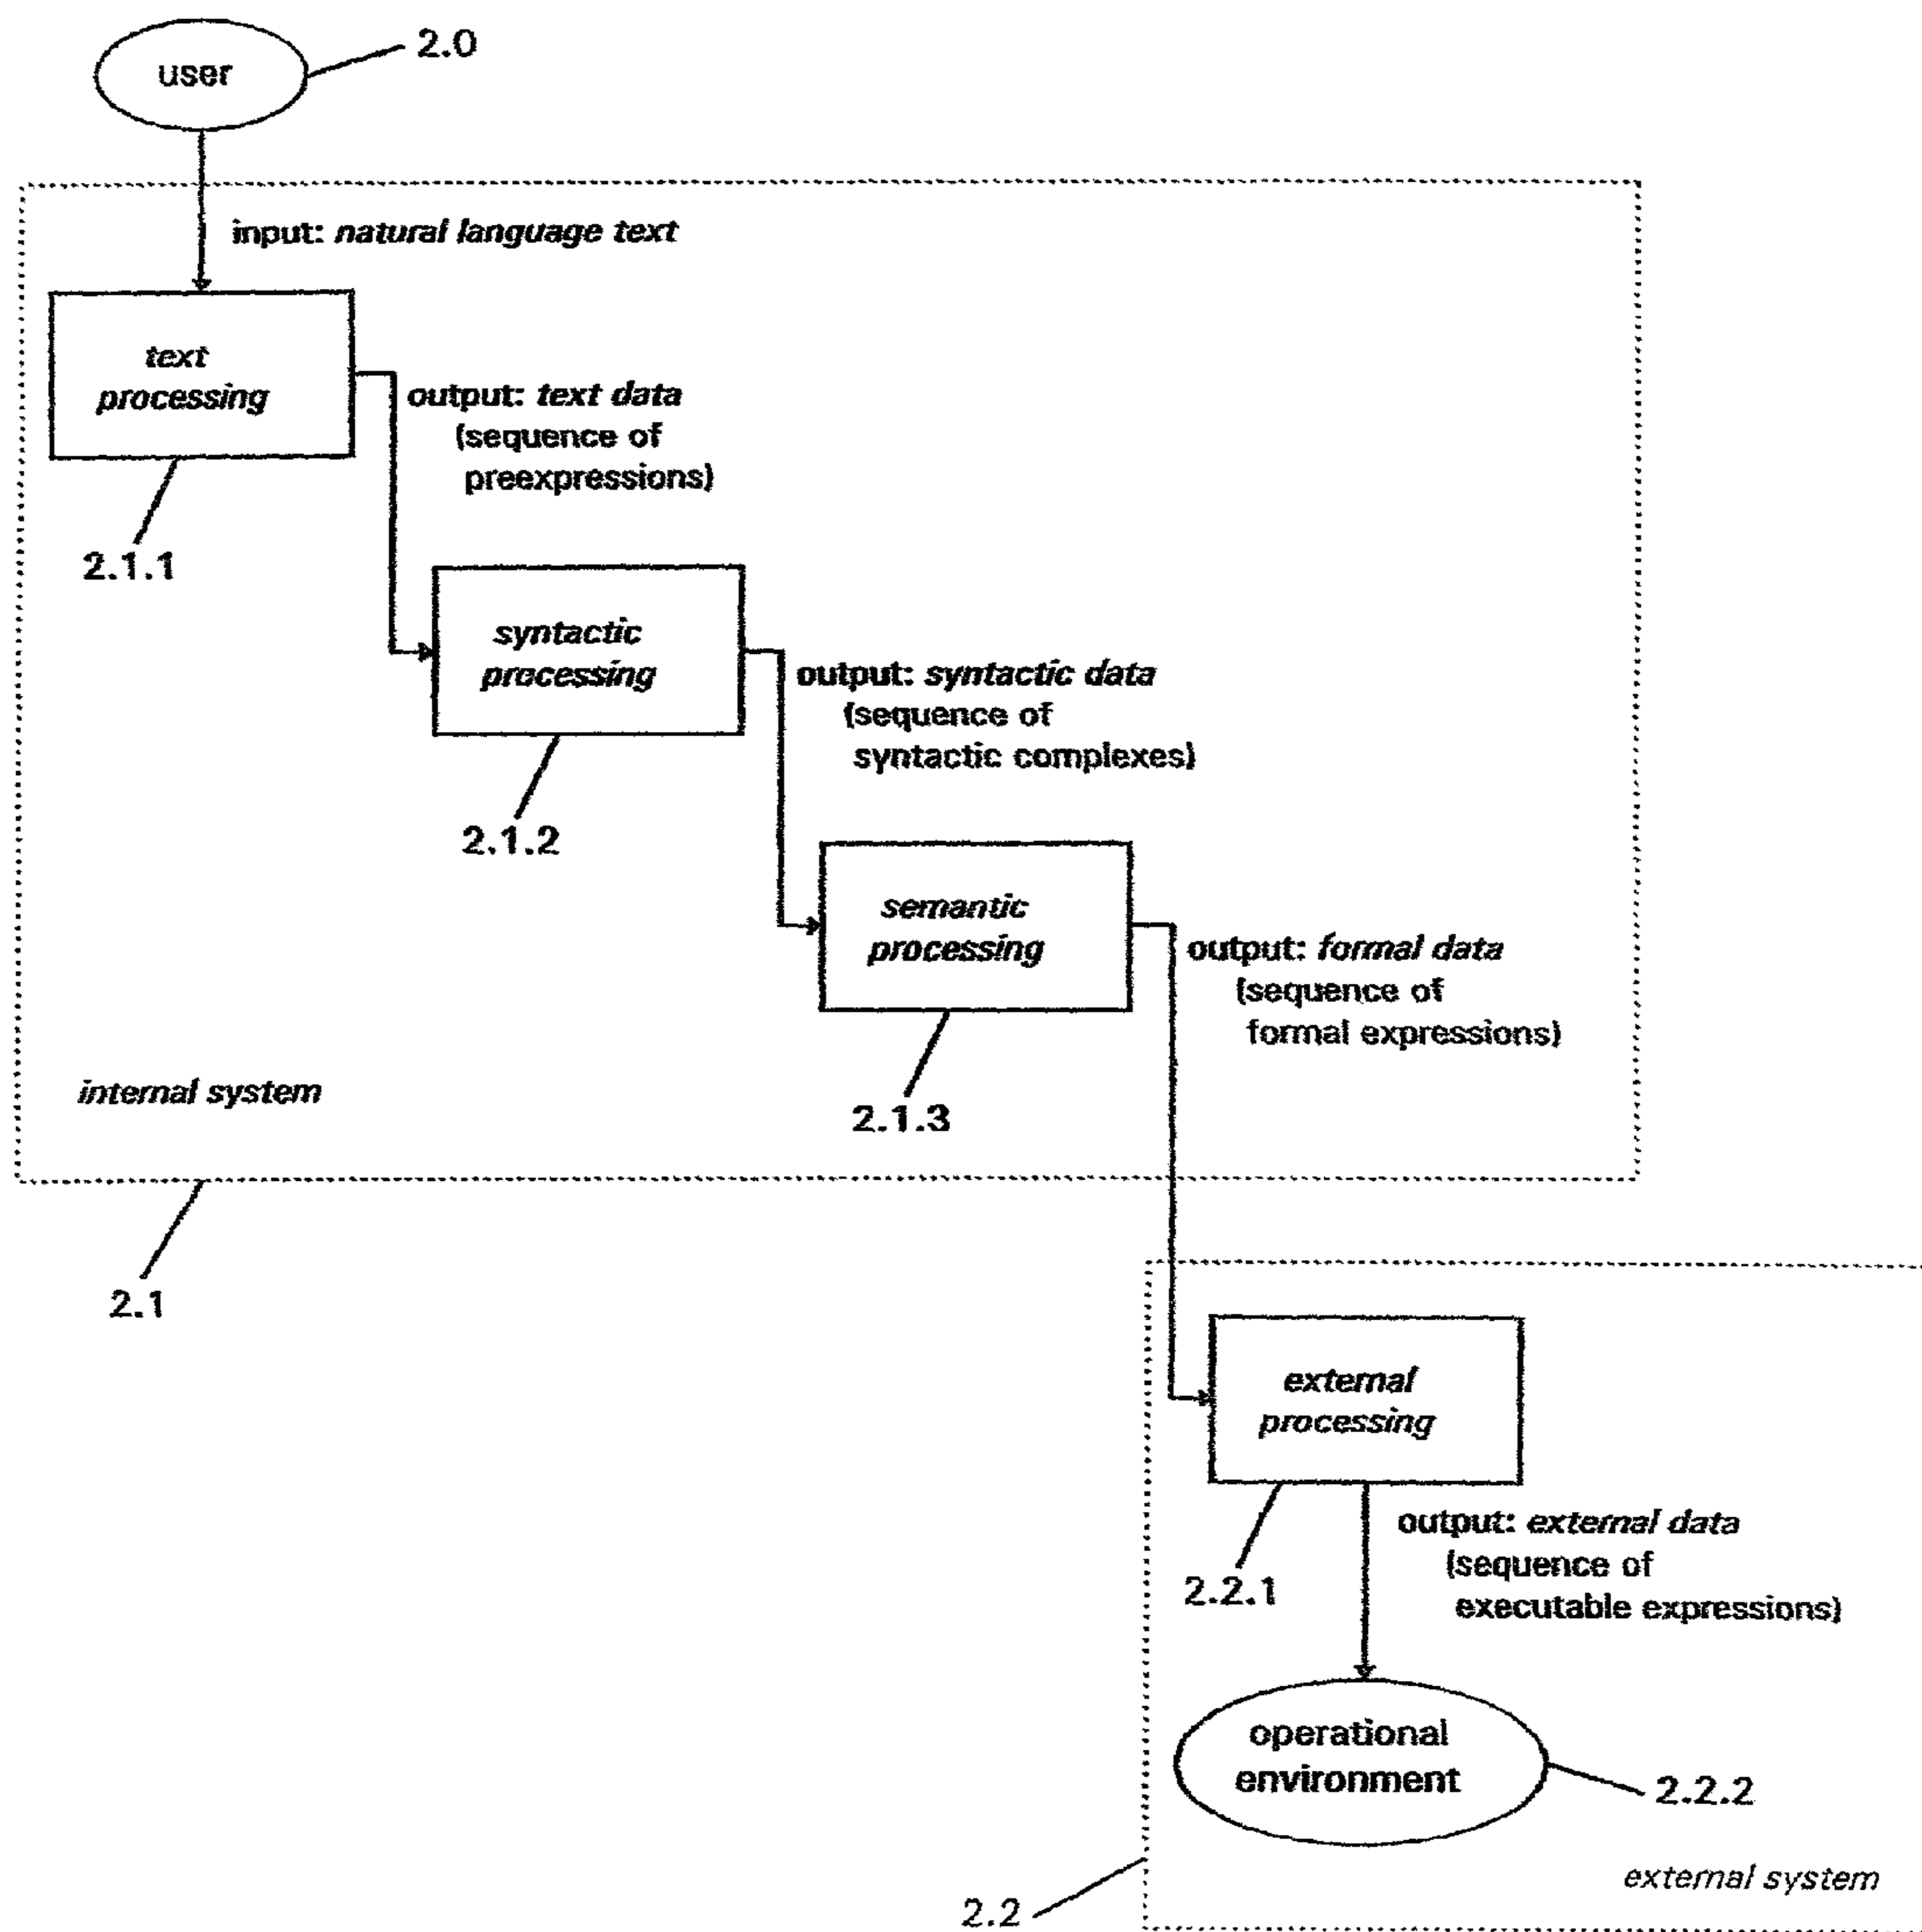 user
2.0
input: natural language text
text
processing
output: text data
(sequence of
preexpressions)
2.1.1
syntactic
processing
output: syntactic data
(sequence of
syntactic complexes)
2.1.2
semantic
processing
output: formal data
(sequence of
formal expressions)
2.1.3
internal system
2.1
external
processing
output: external data
(sequence of
executable expressions)
2.2.1
operational
environment
2.2.2
external system
2.2